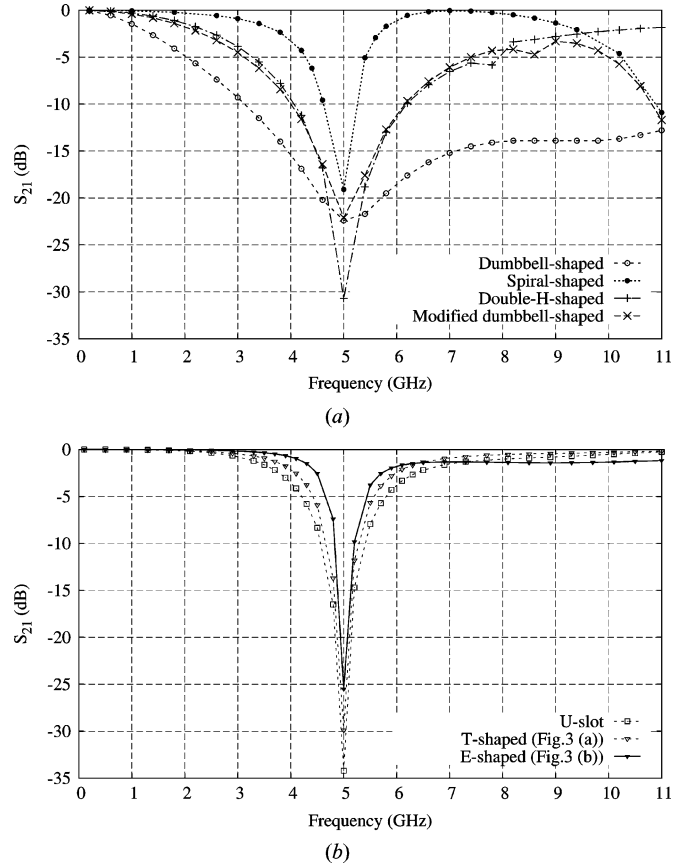 0
-5
-10
-15
-20
-25
-30
-35
S21 (dB)
Dumbbell-shaped
Spiral-shaped
Double-H-shaped
Modified dumbbell-shaped
0 1 2 3 4 5 6 7 8 9 10 11
Frequency (GHz)
(a)
0
-5
-10
-15
-20
-25
-30
-35
S21 (dB)
U-slot
T-shaped (Fig.3 (a))
E-shaped (Fig.3 (b))
0 1 2 3 4 5 6 7 8 9 10 11
Frequency (GHz)
(b)